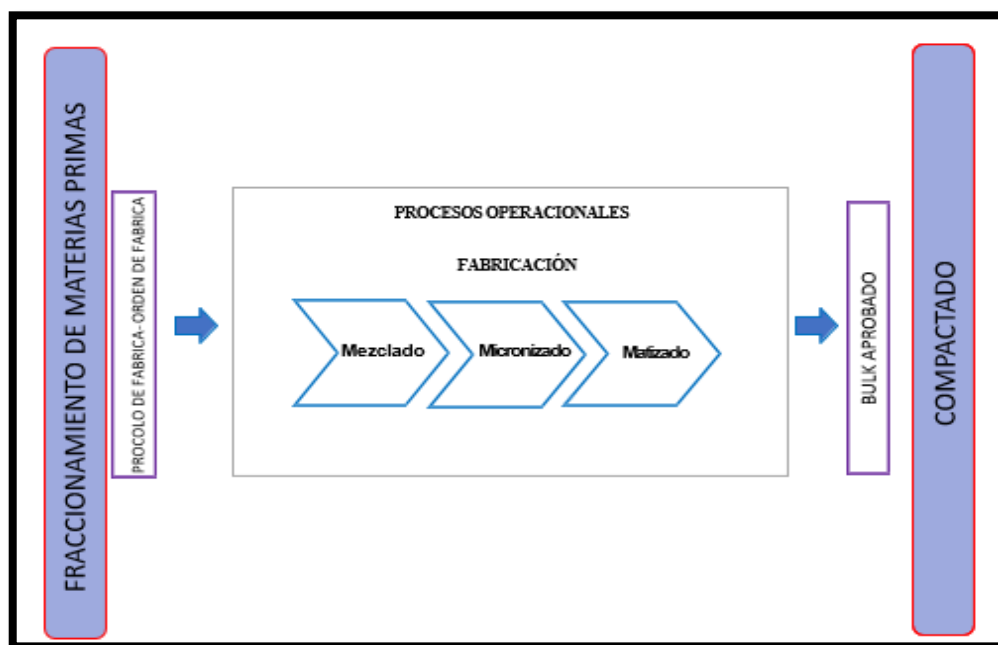 FRACCIONAMIENTO DE MATERIAS PRIMAS
PROCOLO DE FABRICA- ORDEN DE FABRICA
PROCESOS OPERACIONALES
FABRICACIÓN
Mezclado
Micronizado
Matizado
BULK APROBADO
COMPACTADO